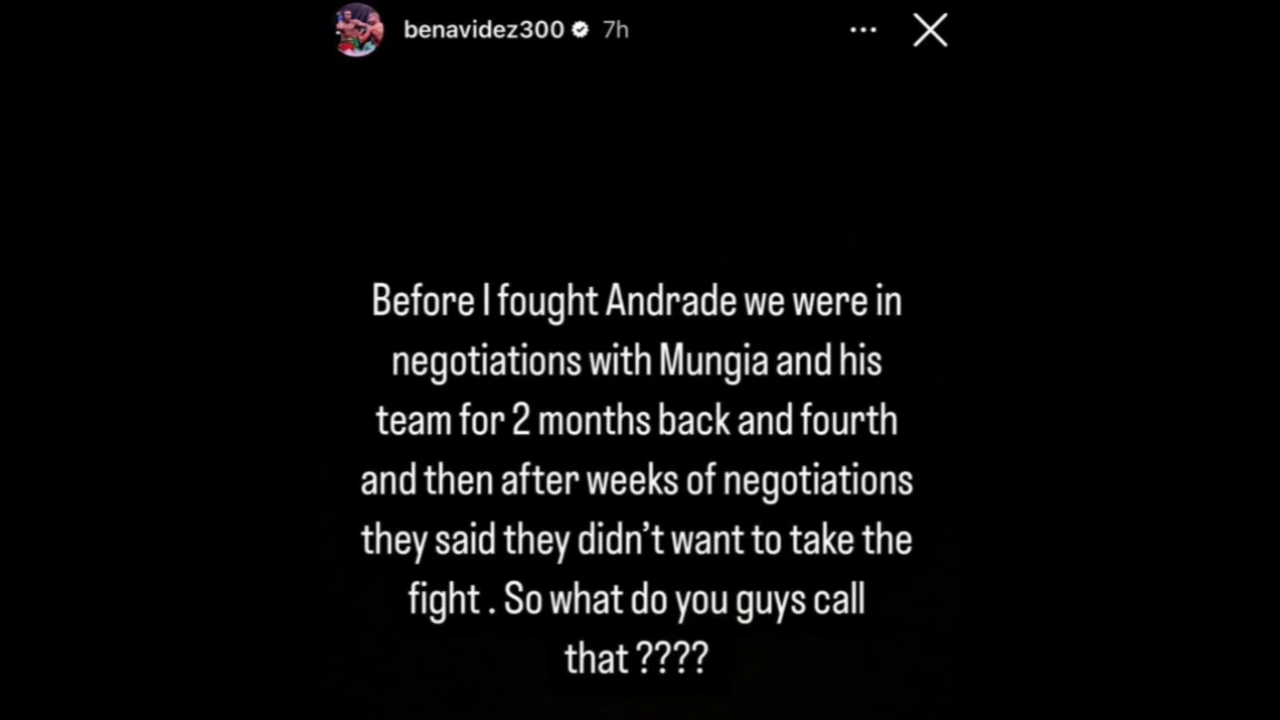 benavidez300 7h
Before I fought Andrade we were in
negotiations with Mungia and his
team for 2 months back and fourth
and then after weeks of negotiations
they said they didn't want to take the
fight . So what do you guys call
that ????